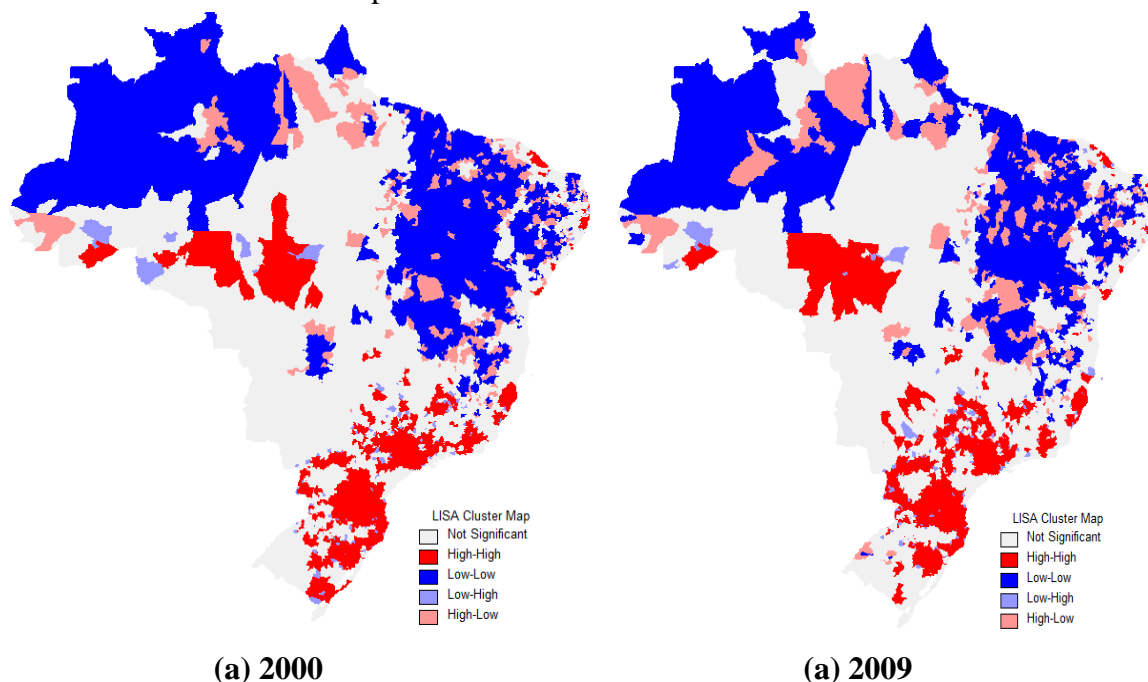 LISA Cluster Map
Not Significant
High-High
Low-Low
Low-High
High-Low
LISA Cluster Map
Not Significant
High-High
Low-Low
Low-High
High-Low
(a) 2000
(a) 2009